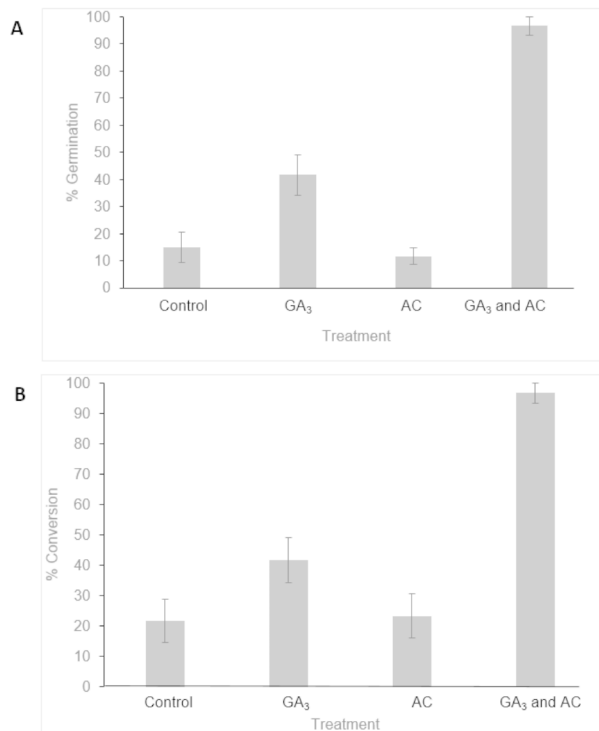 A
100
90
80
70
60
50
40
30
20
10
0
% Germination
Control GA₃ AC GA₃ and AC
Treatment
B
100
90
80
70
60
50
40
30
20
10
0
% Conversion
Control GA₃ AC GA₃ and AC
Treatment